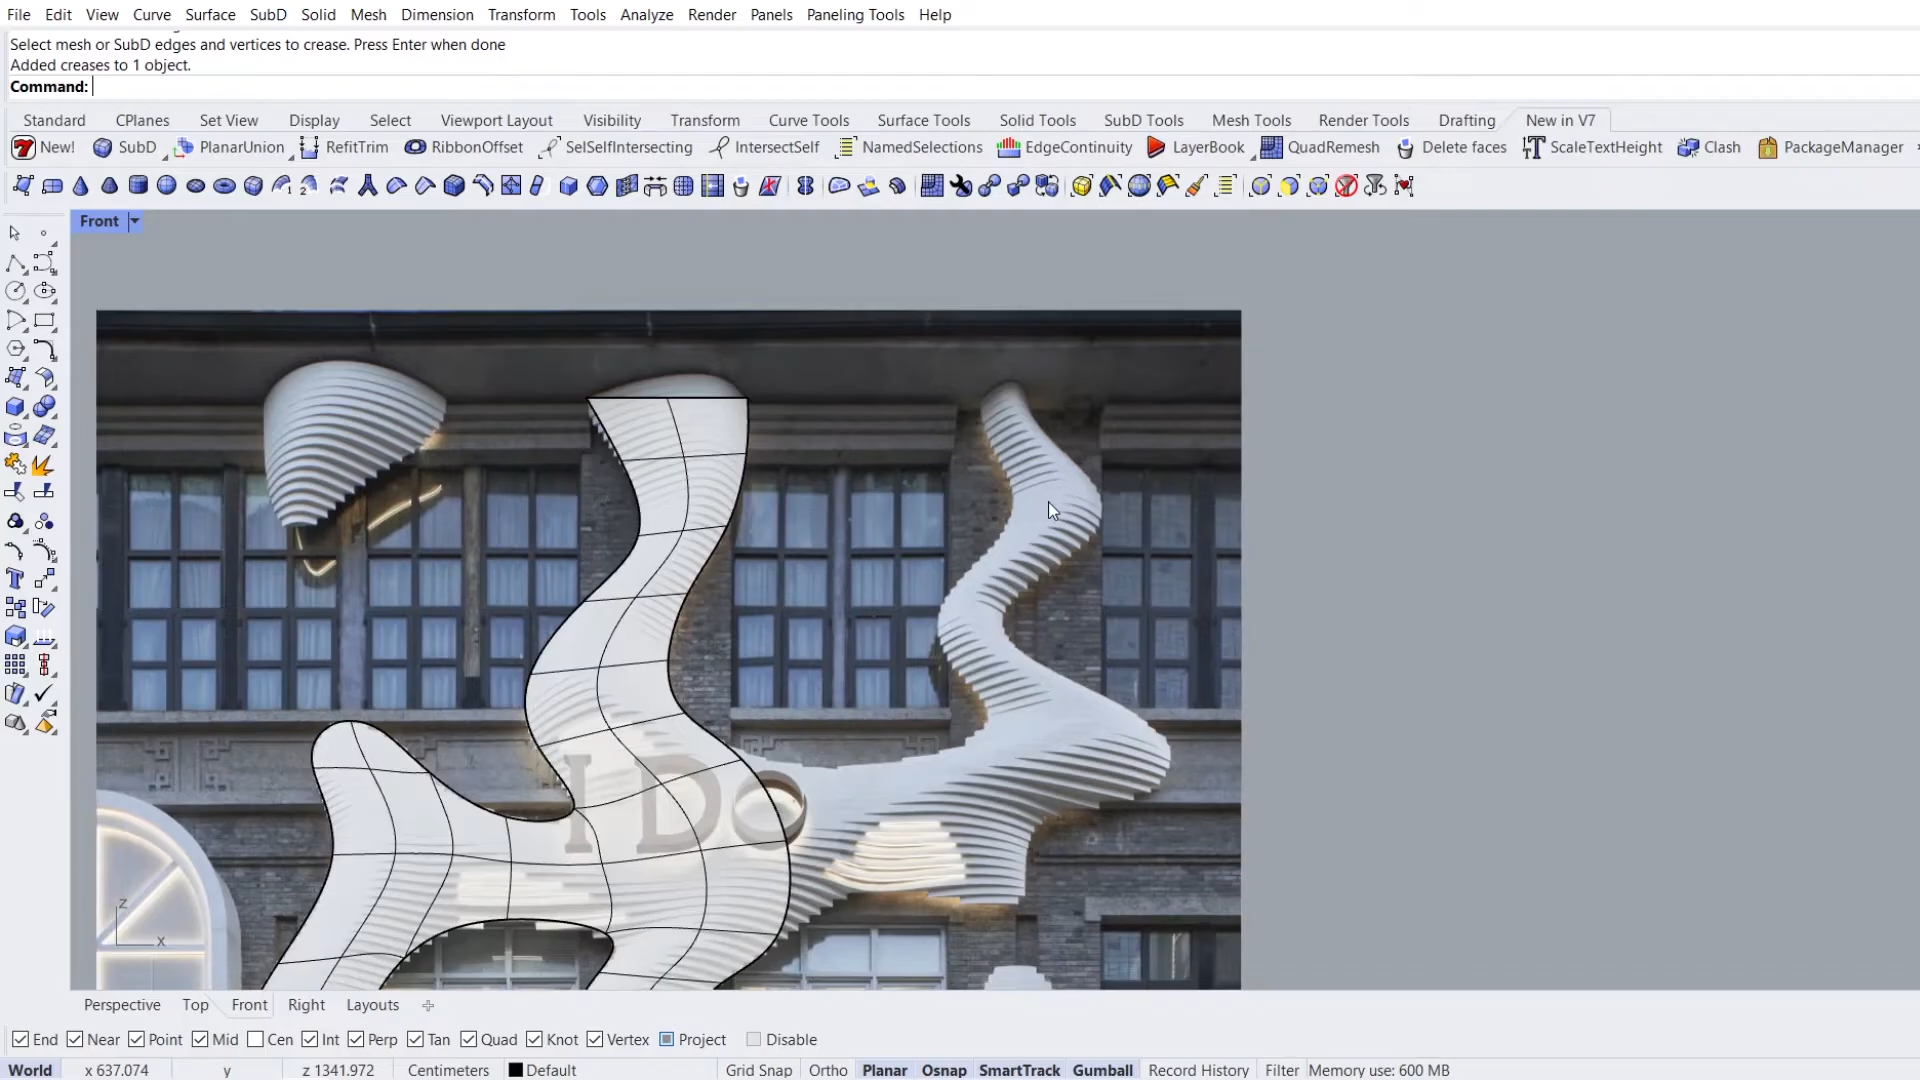 File Edit View Curve Surface SubD Solid Mesh Dimension Transform Tools Analyze Render Panels Paneling Tools Help
Select mesh or SubD edges and vertices to crease. Press Enter when done
Added creases to 1 object.
Command:
Standard CPlanes Set View Display Select Viewport Layout Visibility Transform Curve Tools Surface Tools Solid Tools SubD Tools Mesh Tools Render Tools Drafting New in V7
New! SubD PlanarUnion RefitTrim RibbonOffset SelSelfIntersecting IntersectSelf NamedSelections EdgeContinuity LayerBook QuadRemesh Delete faces ScaleTextHeight Clash PackageManager
Front
I Do
z
x
Perspective Top Front Right Layouts
End Near Point Mid Cen Int Perp Tan Quad Knot Vertex Project Disable
World x 637.074 y z 1341.972 Centimeters Default Grid Snap Ortho Planar Osnap SmartTrack Gumball Record History Filter Memory use: 600 MB